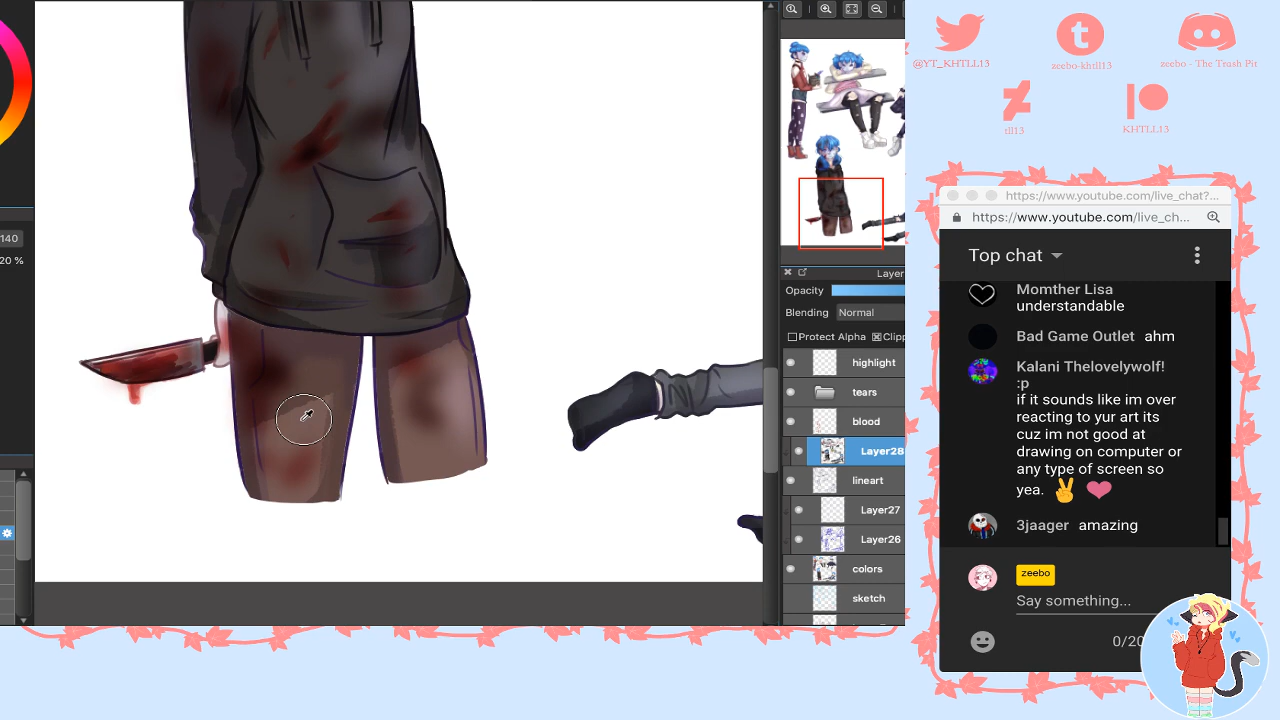 140
20 %
Layer
Opacity
Blending Normal
Protect Alpha Clipp
highlight
tears
blood
Layer28
lineart
Layer27
Layer26
colors
sketch
@YT_KHTLL13
zeebo-khtll13
zeebo - The Trash Pit
tll13
KHTLL13
https://www.youtube.com/live_chat?...
https://www.youtube.com/live_ch...
Top chat
Momther Lisa
understandable
Bad Game Outlet ahm
Kalani Thelovelywolf!
:p
if it sounds like im over
reacting to yur art its
cuz im not good at
drawing on computer or
any type of screen so
yea. ✌️ ❤
3jaager amazing
zeebo
Say something...
0/20